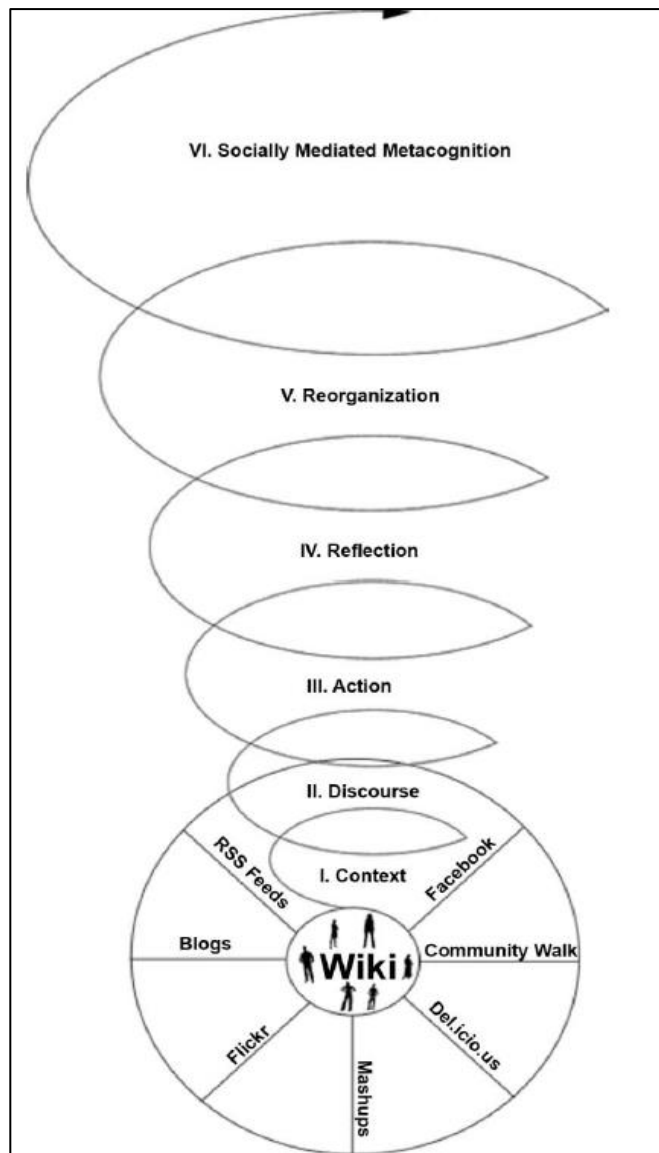 VI. Socially Mediated Metacognition
V. Reorganization
IV. Reflection
III. Action
II. Discourse
I. Context
RSS Feeds
Facebook
Blogs
Wiki
Community Walk
Flickr
Del.icio.us
Mashups